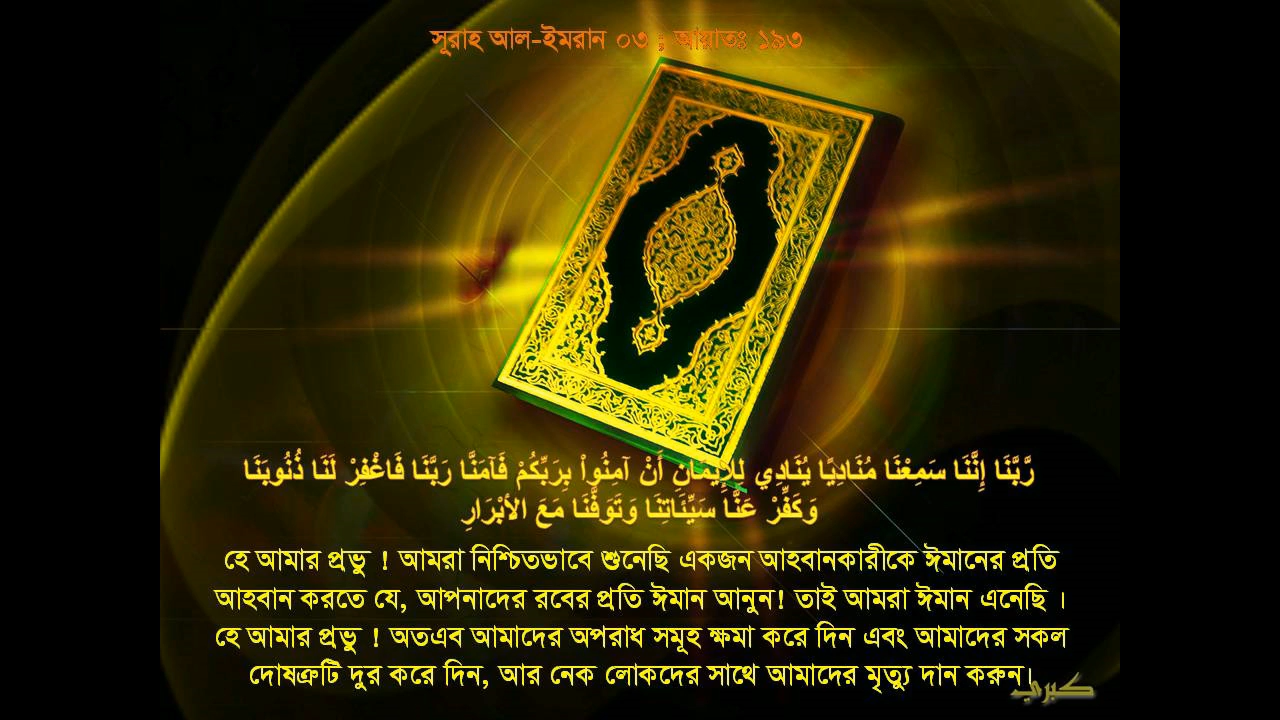 সূরাহ আল-ইমরান ০৩ ; আয়াতঃ ১৯৩
رَّبَّنَا إِنَّنَا سَمِعْنَا مُنَادِيًا يُنَادِي لِلإِيمَانِ أَنْ آمِنُواْ بِرَبِّكُمْ فَآمَنَّا رَبَّنَا فَاغْفِرْ لَنَا ذُنُوبَنَا
وَكَفِّرْ عَنَّا سَيِّئَاتِنَا وَتَوَفَّنَا مَعَ الأبْرَارِ
হে আমার প্রভু ! আমরা নিশ্চিতভাবে শুনেছি একজন আহবানকারীকে ঈমানের প্রতি
আহবান করতে যে, আপনাদের রবের প্রতি ঈমান আনুন! তাই আমরা ঈমান এনেছি ।
হে আমার প্রভু ! অতএব আমাদের অপরাধ সমূহ ক্ষমা করে দিন এবং আমাদের সকল
দোষত্রুটি দুর করে দিন, আর নেক লোকদের সাথে আমাদের মৃত্যু দান করুন।